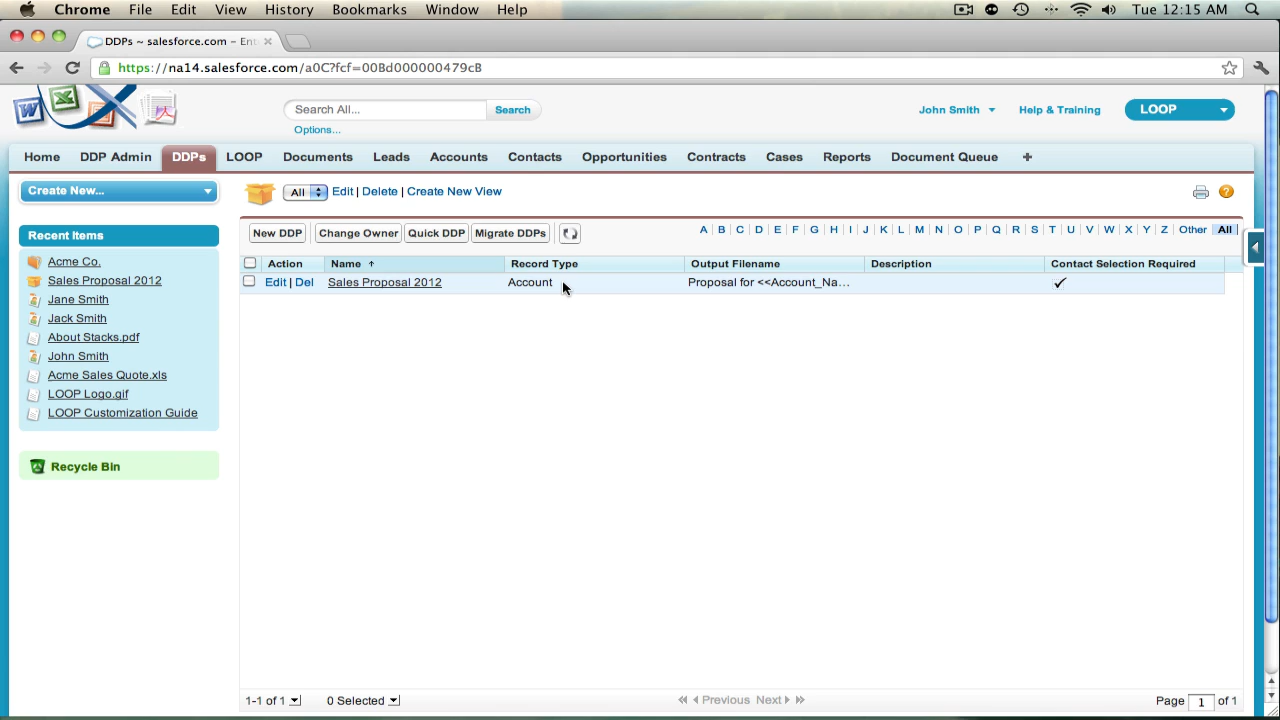 Chrome File Edit View History Bookmarks Window Help Tue 12:15 AM
DDPs ~ salesforce.com – Ent
https://na14.salesforce.com/a0C?fcf=00Bd000000479cB
Search All... Search John Smith Help & Training LOOP
Options...
Home DDP Admin DDPs LOOP Documents Leads Accounts Contacts Opportunities Contracts Cases Reports Document Queue +
Create New... All Edit | Delete | Create New View
Recent Items
New DDP Change Owner Quick DDP Migrate DDPs A | B | C | D | E | F | G | H | I | J | K | L | M | N | O | P | Q | R | S | T | U | V | W | X | Y | Z | Other All
Action Name Record Type Output Filename Description Contact Selection Required
Edit | Del Sales Proposal 2012 Account Proposal for <<Account_Na...
Acme Co.
Sales Proposal 2012
Jane Smith
Jack Smith
About Stacks.pdf
John Smith
Acme Sales Quote.xls
LOOP Logo.gif
LOOP Customization Guide
Recycle Bin
1-1 of 1 0 Selected Previous Next Page 1 of 1